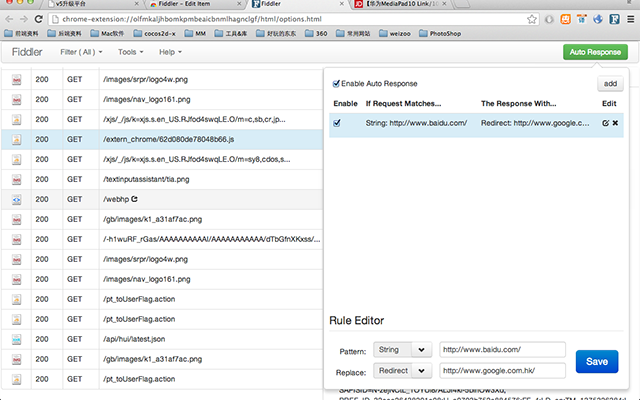 v5升级平台
Fiddler - Edit Item
Fiddler
【华为MediaPad10 Link/10
chrome-extension://olfmkaljhbomkpmbeaicbnmlhagnclgf/html/options.html
前端资料 后端资料 Mac软件 cocos2d-x MM 工具&库 好玩的东东 360 常用网站 weizoo PhotoShop
Fiddler Filter ( All ) Tools Help Auto Response
200 GET /images/srpr/logo4w.png
200 GET /images/nav_logo161.png
200 GET /xjs/_/js/k=xjs.s.en_US.RJfod4swqLE.O/m=c,sb,cr,jp...
200 GET /extern_chrome/62d080de78048b66.js
200 GET /xjs/_/js/k=xjs.s.en_US.RJfod4swqLE.O/m=sy8,cdos,s...
200 GET /textinputassistant/tia.png
200 GET /webhp
200 GET /gb/images/k1_a31af7ac.png
200 GET /-h1wuRF_rGas/AAAAAAAAAAI/AAAAAAAAAAA/dTbGfnXKxss/...
200 GET /images/srpr/logo4w.png
200 GET /images/nav_logo161.png
200 GET /pt_toUserFlag.action
200 GET /pt_toUserFlag.action
200 GET /api/hui/latest.json
200 GET /gb/images/k1_a31af7ac.png
200 GET /pt_toUserFlag.action
Enable Auto Response add
Enable If Request Matches... The Response With... Edit
String: http://www.baidu.com/ Redirect: http://www.google.c...
Rule Editor
Pattern: String http://www.baidu.com/
Replace: Redirect http://www.google.com.hk/
Save